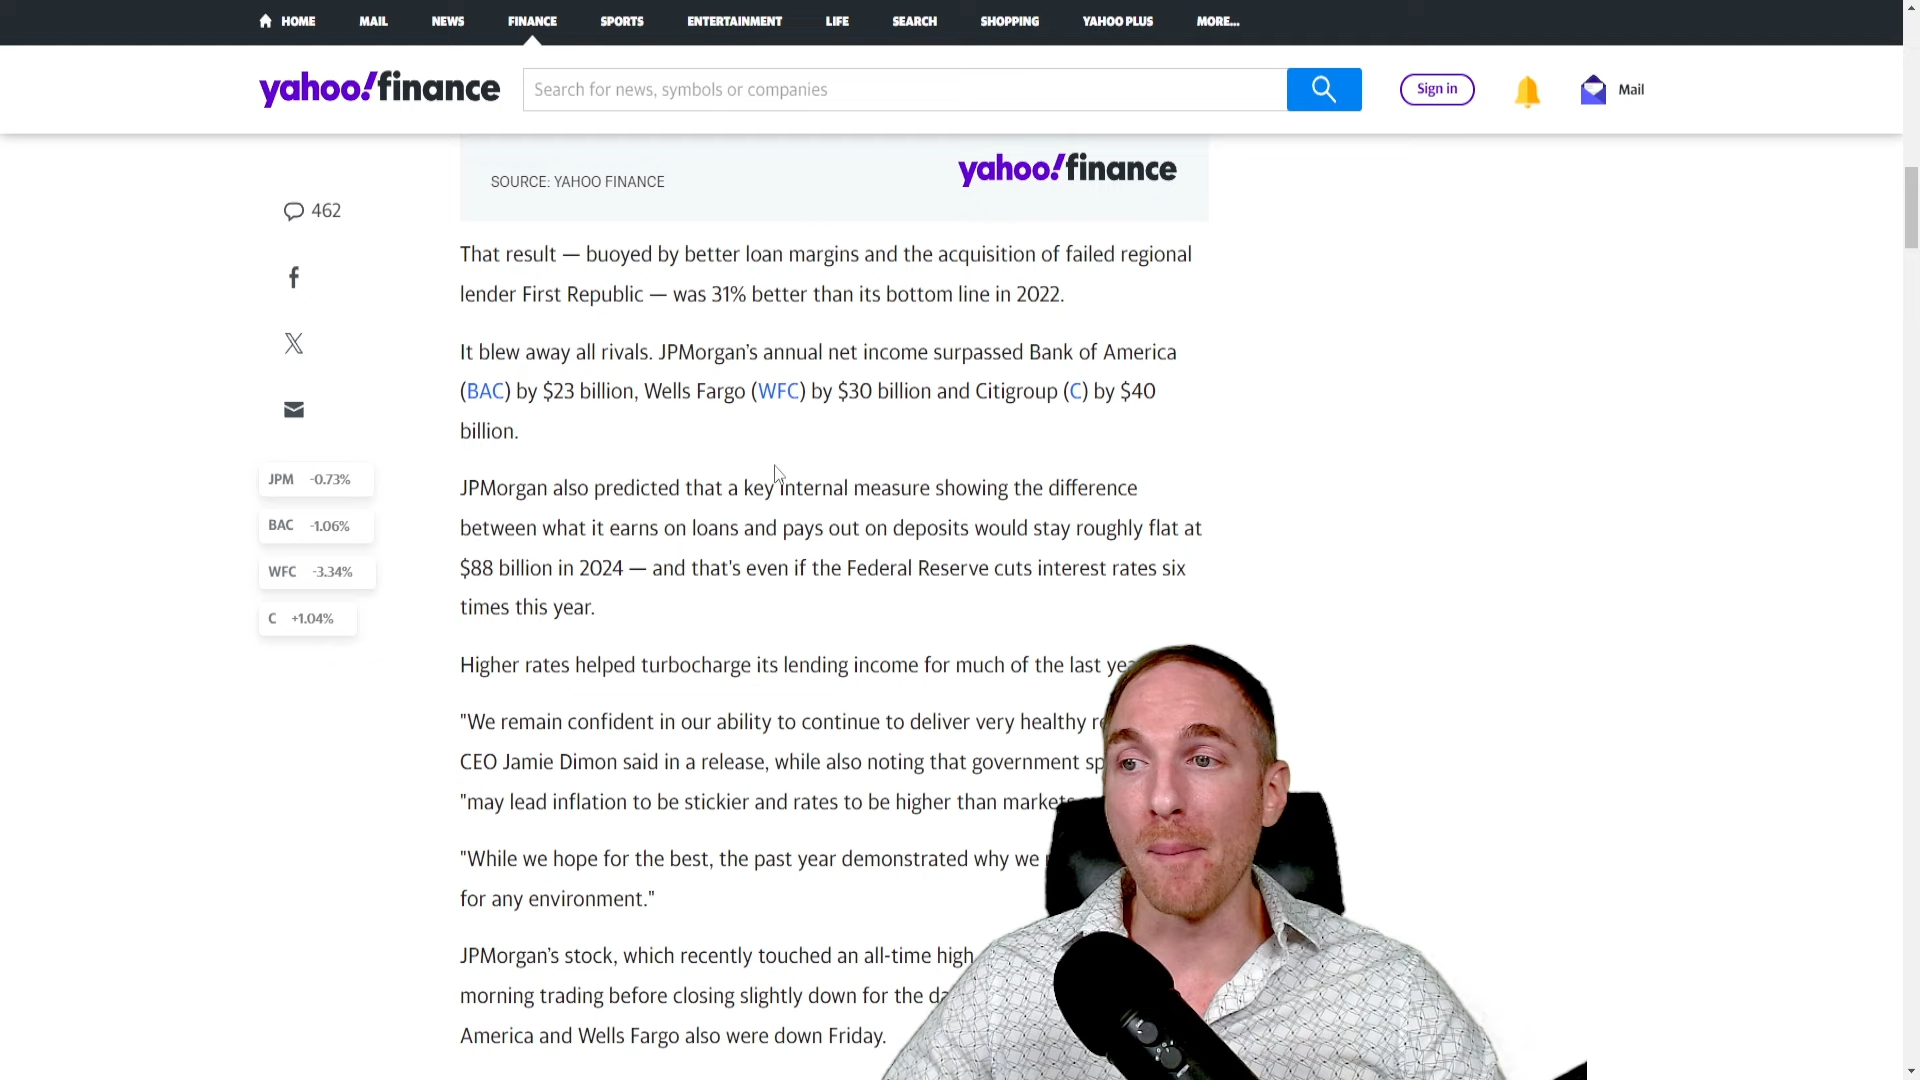 HOME MAIL NEWS FINANCE SPORTS ENTERTAINMENT LIFE SEARCH SHOPPING YAHOO PLUS MORE...
yahoo!finance
Search for news, symbols or companies
Sign in
Mail
SOURCE: YAHOO FINANCE
yahoo!finance
462
That result — buoyed by better loan margins and the acquisition of failed regional
lender First Republic — was 31% better than its bottom line in 2022.
It blew away all rivals. JPMorgan’s annual net income surpassed Bank of America
(BAC) by $23 billion, Wells Fargo (WFC) by $30 billion and Citigroup (C) by $40
billion.
JPM -0.73%
BAC -1.06%
WFC -3.34%
C +1.04%
JPMorgan also predicted that a key internal measure showing the difference
between what it earns on loans and pays out on deposits would stay roughly flat at
$88 billion in 2024 — and that's even if the Federal Reserve cuts interest rates six
times this year.
Higher rates helped turbocharge its lending income for much of the last
"We remain confident in our ability to continue to deliver very healthy
CEO Jamie Dimon said in a release, while also noting that government
"may lead inflation to be stickier and rates to be higher than markets
"While we hope for the best, the past year demonstrated why we
for any environment."
JPMorgan’s stock, which recently touched an all-time high
morning trading before closing slightly down for the
America and Wells Fargo also were down Friday.